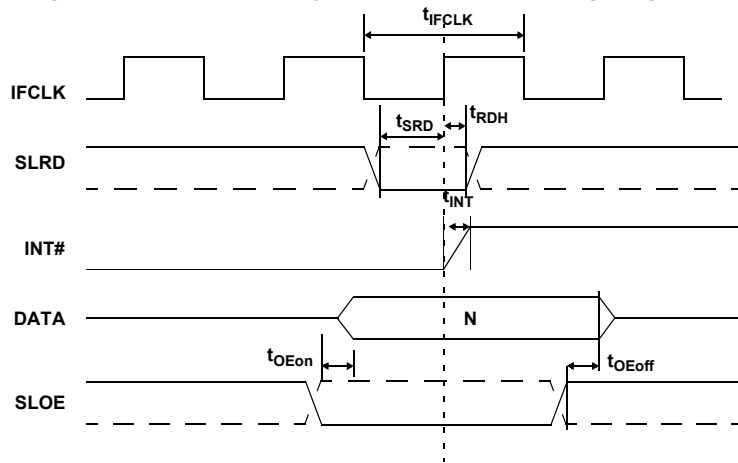 tIFCLK
IFCLK
tSRD
tRDH
SLRD
tINT
INT#
DATA
N
tOEon
tOEoff
SLOE